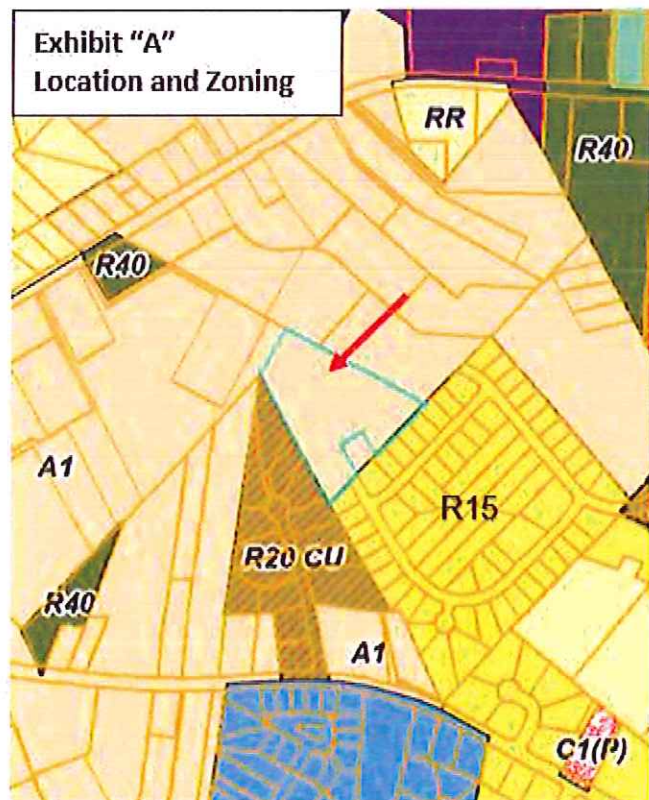 Exhibit “A”
Location and Zoning
RR
R40
R40
A1
R15
R20 CU
R40
A1
C1(P)